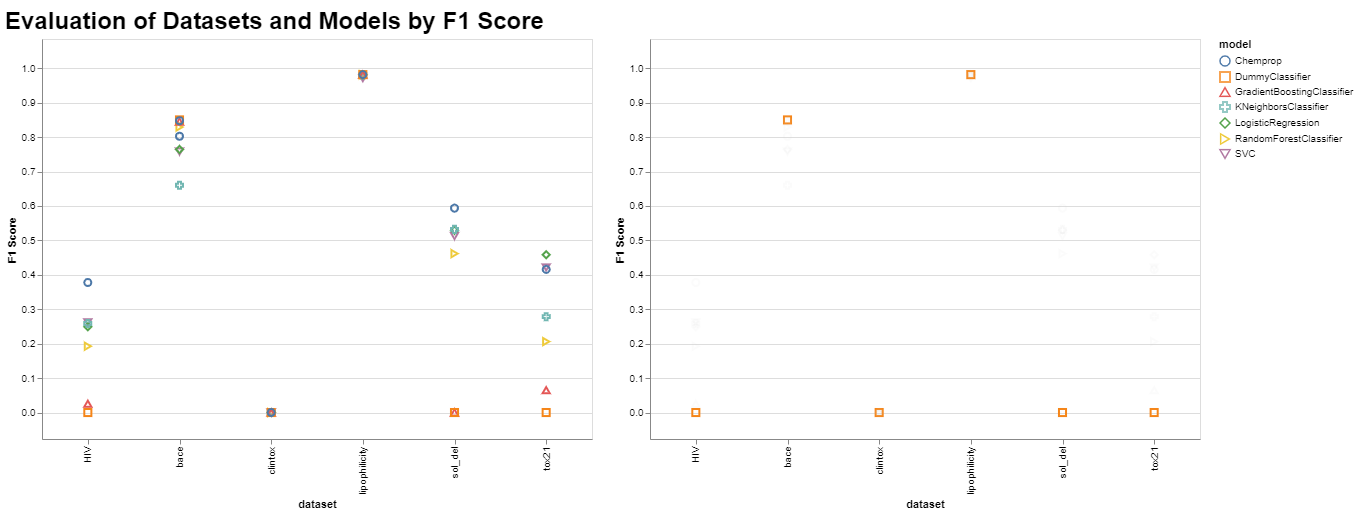 Evaluation of Datasets and Models by F1 Score
1.0
0.9
0.8
0.7
0.6
0.5
0.4
0.3
0.2
0.1
0.0
F1 Score
HIV
bace
clintox
lipophilicity
sol_del
tox21
dataset
1.0
0.9
0.8
0.7
0.6
0.5
0.4
0.3
0.2
0.1
0.0
F1 Score
HIV
bace
clintox
lipophilicity
sol_del
tox21
dataset
model
Chemprop
DummyClassifier
GradientBoostingClassifier
KNeighborsClassifier
LogisticRegression
RandomForestClassifier
SVC